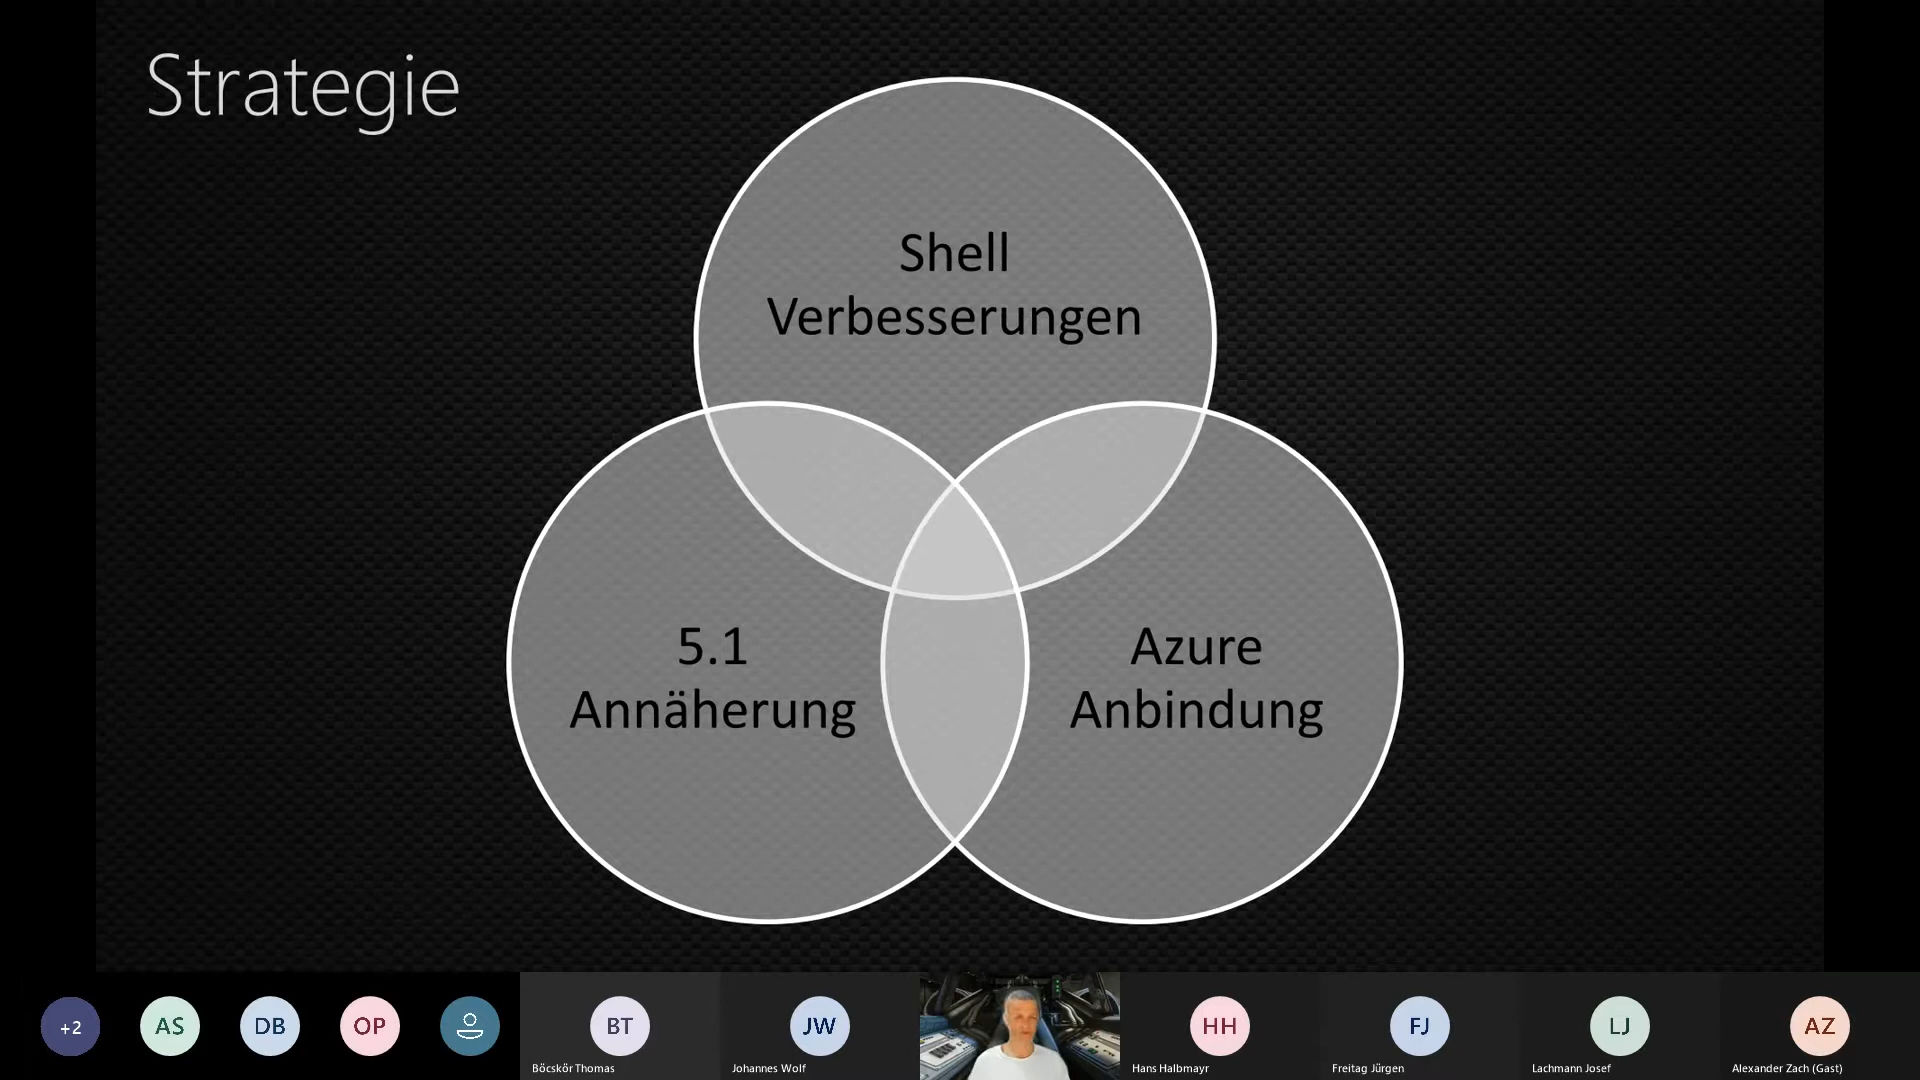 Strategie
Shell
Verbesserungen
5.1
Annäherung
Azure
Anbindung
+2
AS
DB
OP
BT
JW
HH
FJ
LJ
AZ
Böcskör Thomas
Johannes Wolf
Hans Halbmayr
Freitag Jürgen
Lachmann Josef
Alexander Zach (Gast)